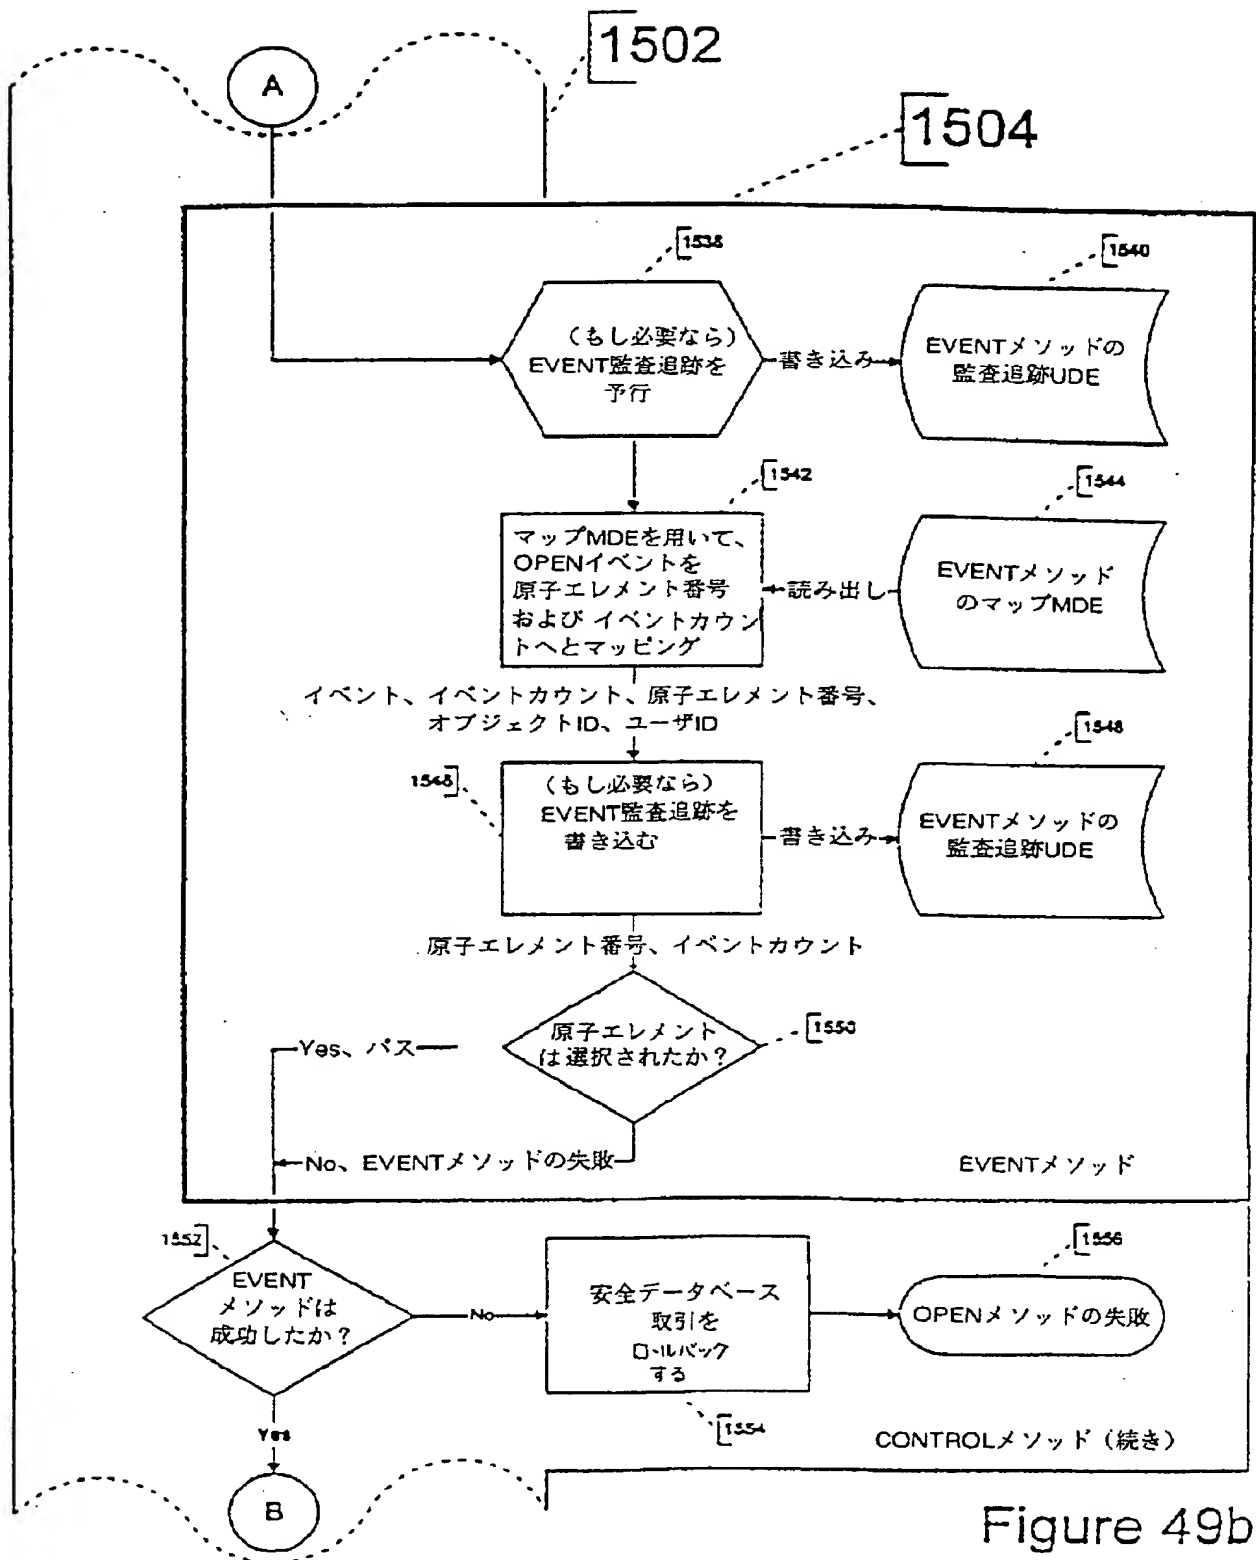 1502
A
1504
1538
1540
(もし必要なら)
EVENT監査追跡を
予行
書き込み
EVENTメソッドの
監査追跡UDE
1542
1544
マップMDEを用いて、
OPENイベントを
原子エレメント番号
および イベントカウン
トへとマッピング
読み出し
EVENTメソッド
のマップMDE
イベント、イベントカウント、原子エレメント番号、
オブジェクトID、ユーザID
1546
1548
(もし必要なら)
EVENT監査追跡を
書き込む
書き込み
EVENTメソッドの
監査追跡UDE
原子エレメント番号、イベントカウント
原子エレメント
は選択されたか?
1550
Yes、パス
No、EVENTメソッドの失敗
EVENTメソッド
1552
EVENT
メソッドは
成功したか?
No
安全データベース
取引を
ロールバック
する
1556
OPENメソッドの失敗
1554
Yes
CONTROLメソッド(続き)
B
Figure 49b